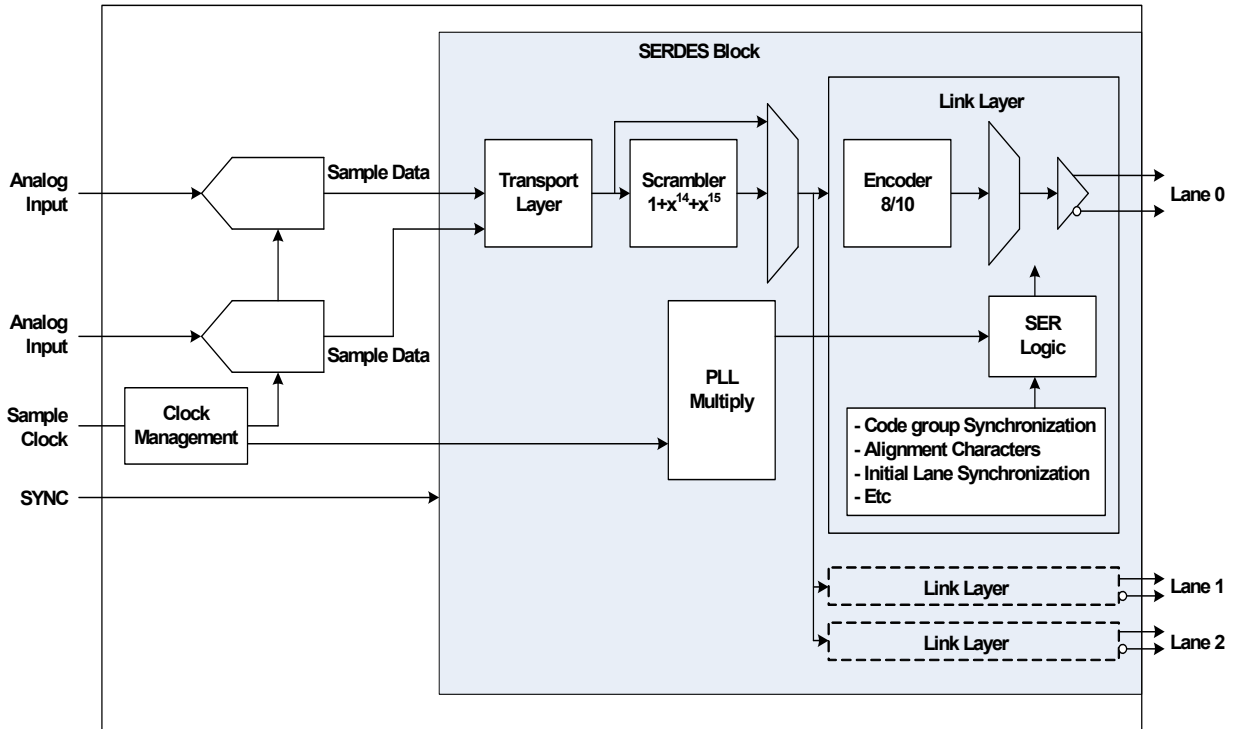 SERDES Block
Link Layer
Analog
Input
Sample Data
Transport
Layer
Scrambler
1+x¹⁴+x¹⁵
Encoder
8/10
Lane 0
Analog
Input
Sample Data
PLL
Multiply
SER
Logic
Sample
Clock
Clock
Management
- Code group Synchronization
- Alignment Characters
- Initial Lane Synchronization
- Etc
SYNC
Link Layer
Lane 1
Link Layer
Lane 2